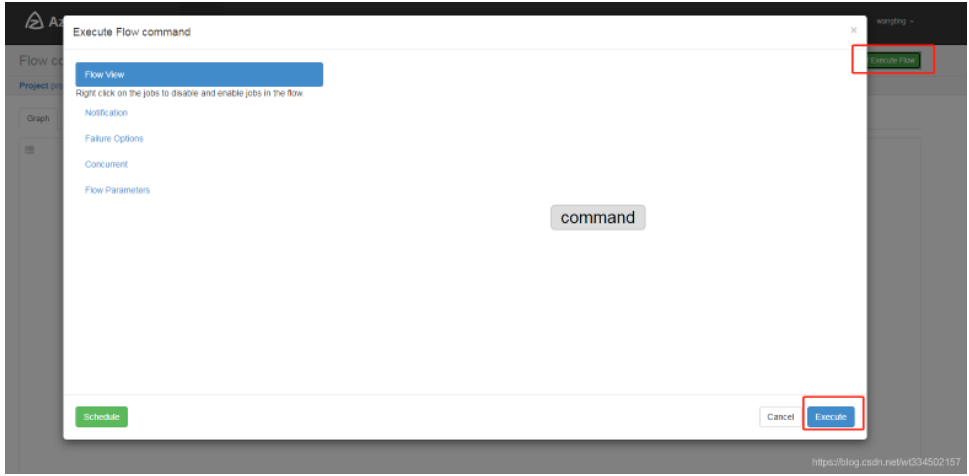 Az
wangting
Execute Flow command
×
Flow co
Execute Flow
Flow View
Project pro
Right click on the jobs to disable and enable jobs in the flow.
Notification
Graph
Failure Options
Concurrent
Flow Parameters
command
Schedule
Cancel
Execute
https://blog.csdn.net/wt334502157